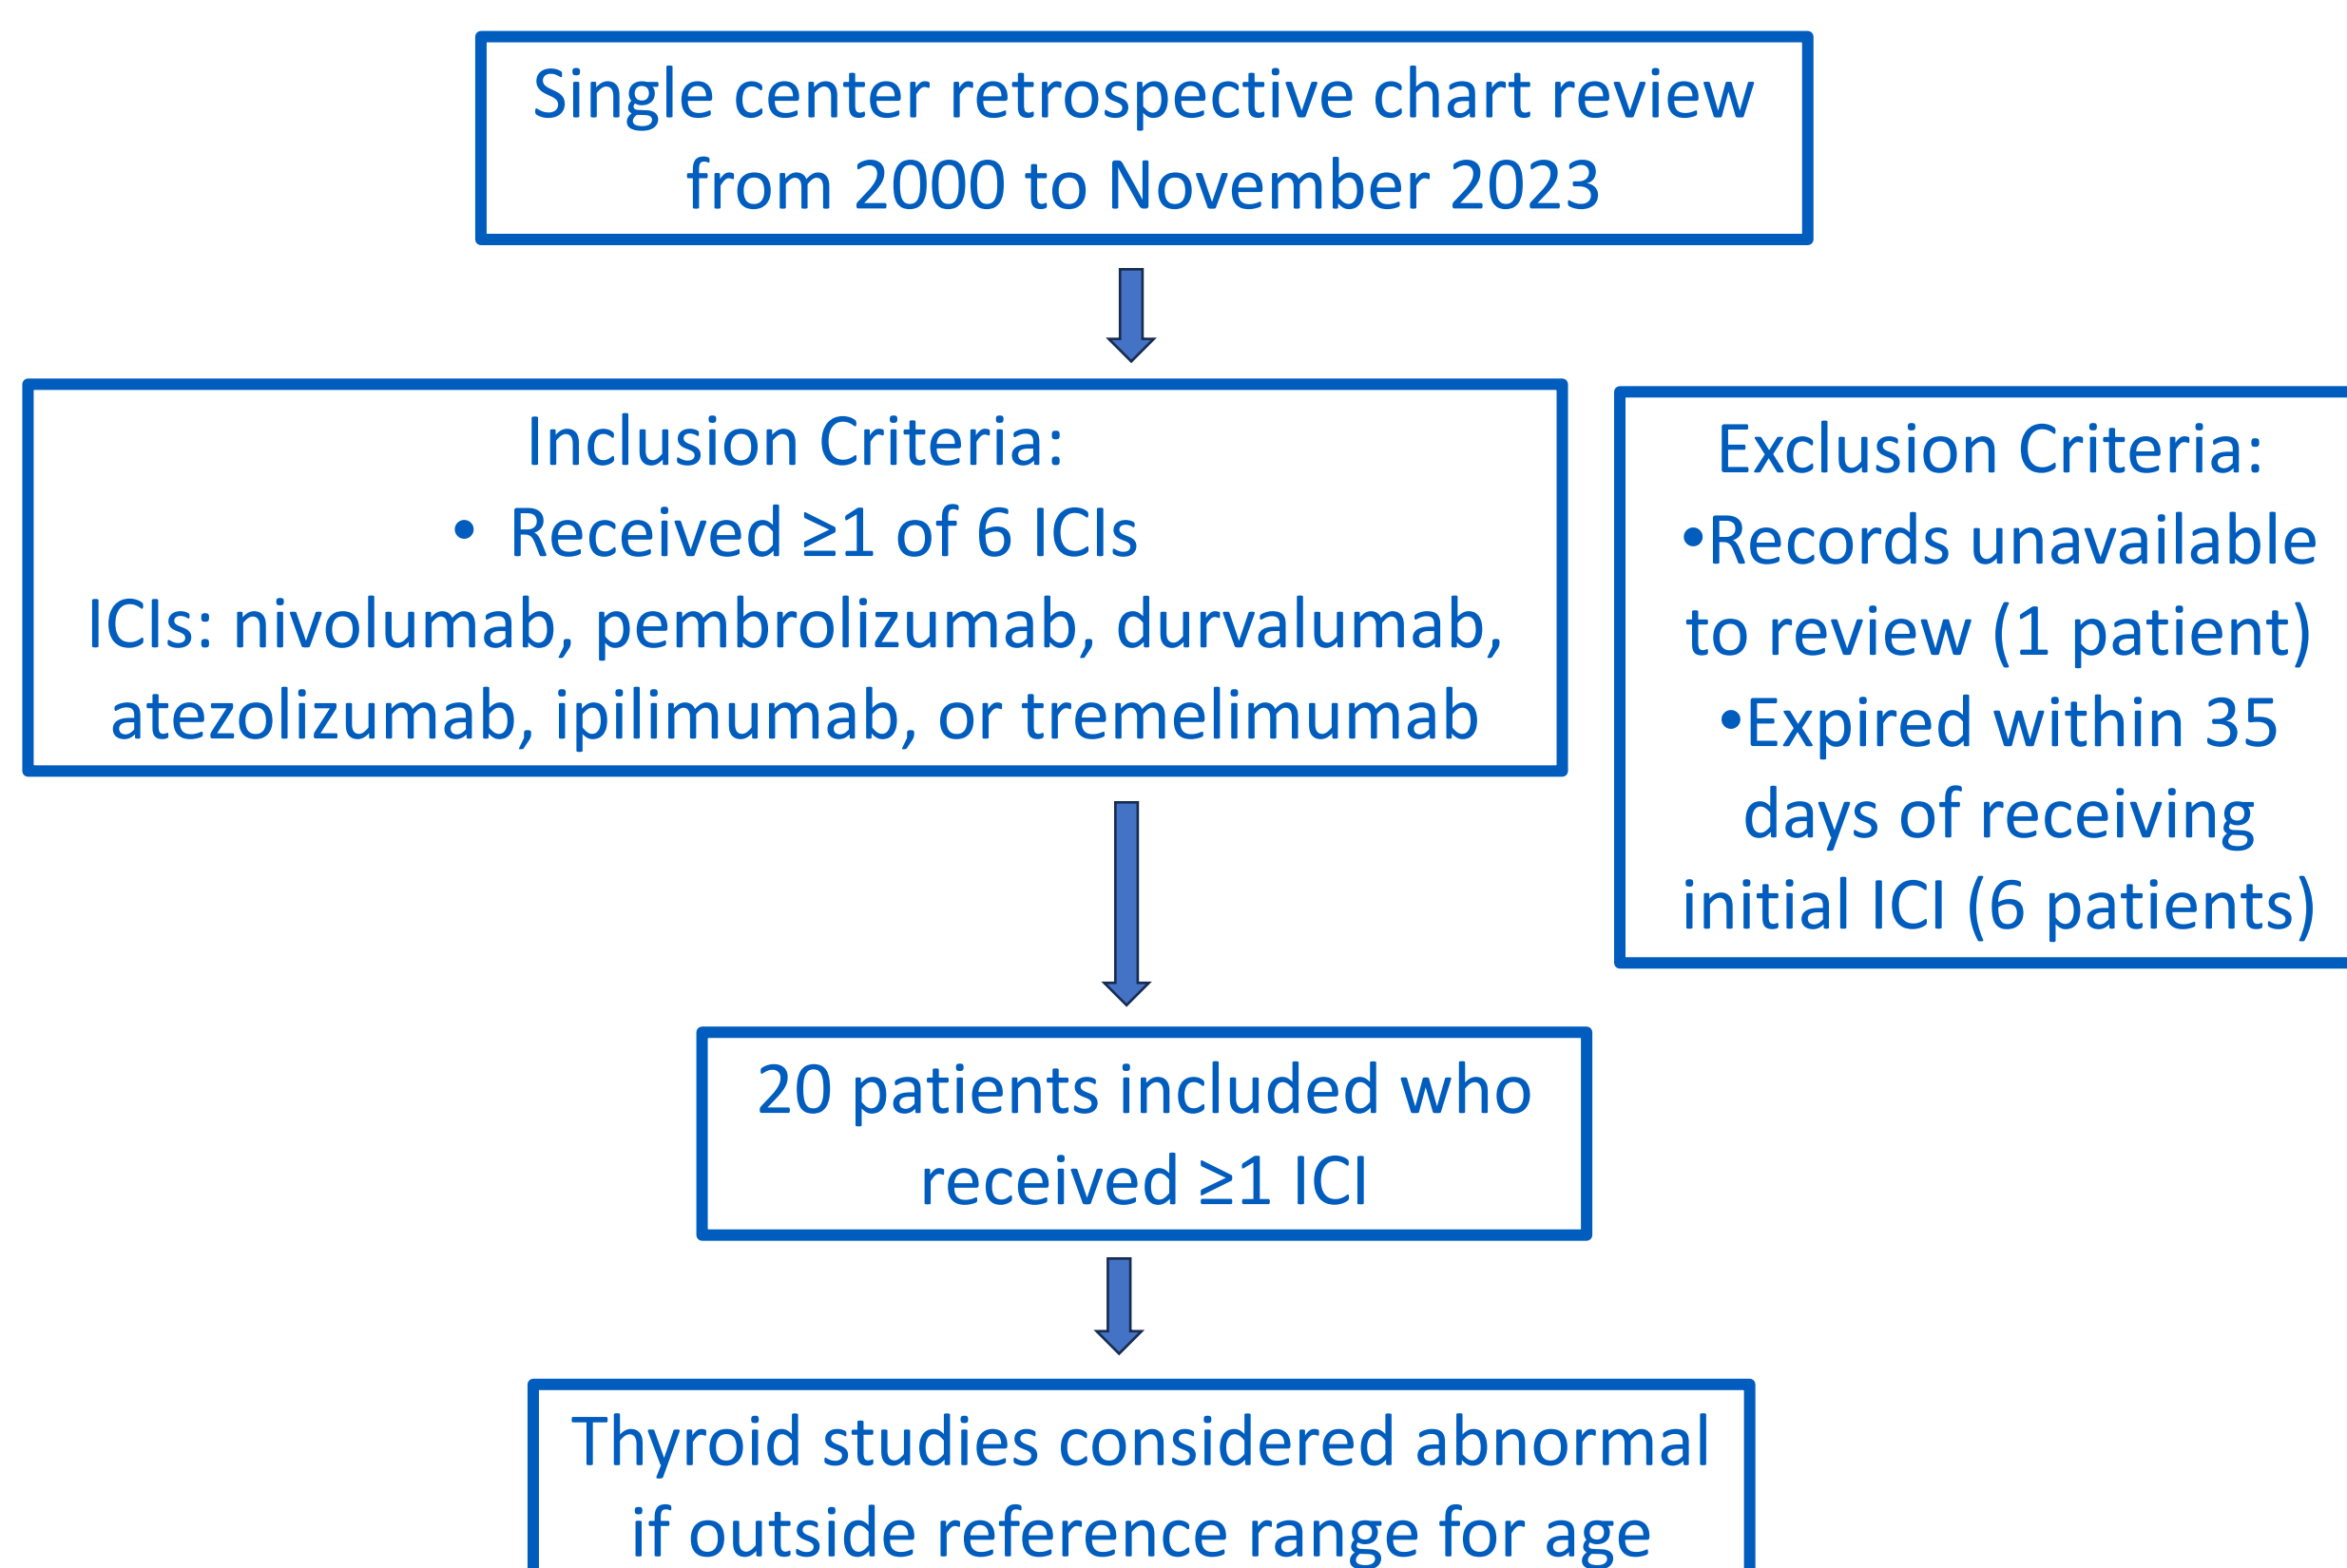 Single center retrospective chart review
from 2000 to November 2023
Inclusion Criteria:
• Received ≥1 of 6 ICIs
ICIs: nivolumab, pembrolizumab, durvalumab,
atezolizumab, ipilimumab, or tremelimumab
Exclusion Criteria:
•Records unavailable
to review (1 patient)
•Expired within 35
days of receiving
initial ICI (6 patients)
20 patients included who
received ≥1 ICI
Thyroid studies considered abnormal
if outside reference range for age